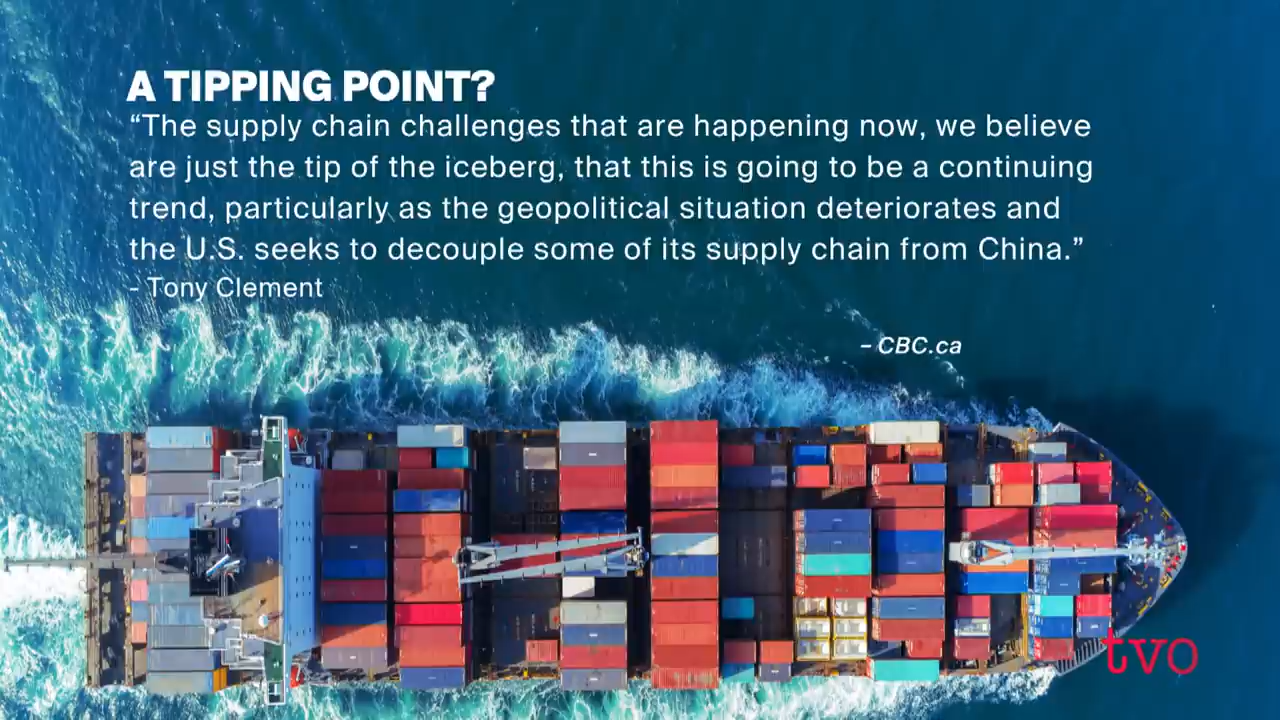 A TIPPING POINT?
“The supply chain challenges that are happening now, we believe
are just the tip of the iceberg, that this is going to be a continuing
trend, particularly as the geopolitical situation deteriorates and
the U.S. seeks to decouple some of its supply chain from China.”
- Tony Clement
– CBC.ca
tvo